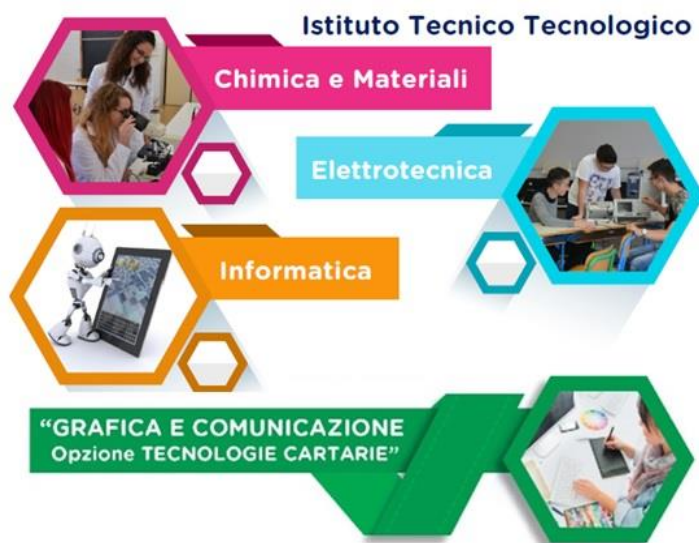 Istituto Tecnico Tecnologico
Chimica e Materiali
Elettrotecnica
Informatica
“GRAFICA E COMUNICAZIONE
Opzione TECNOLOGIE CARTARIE”